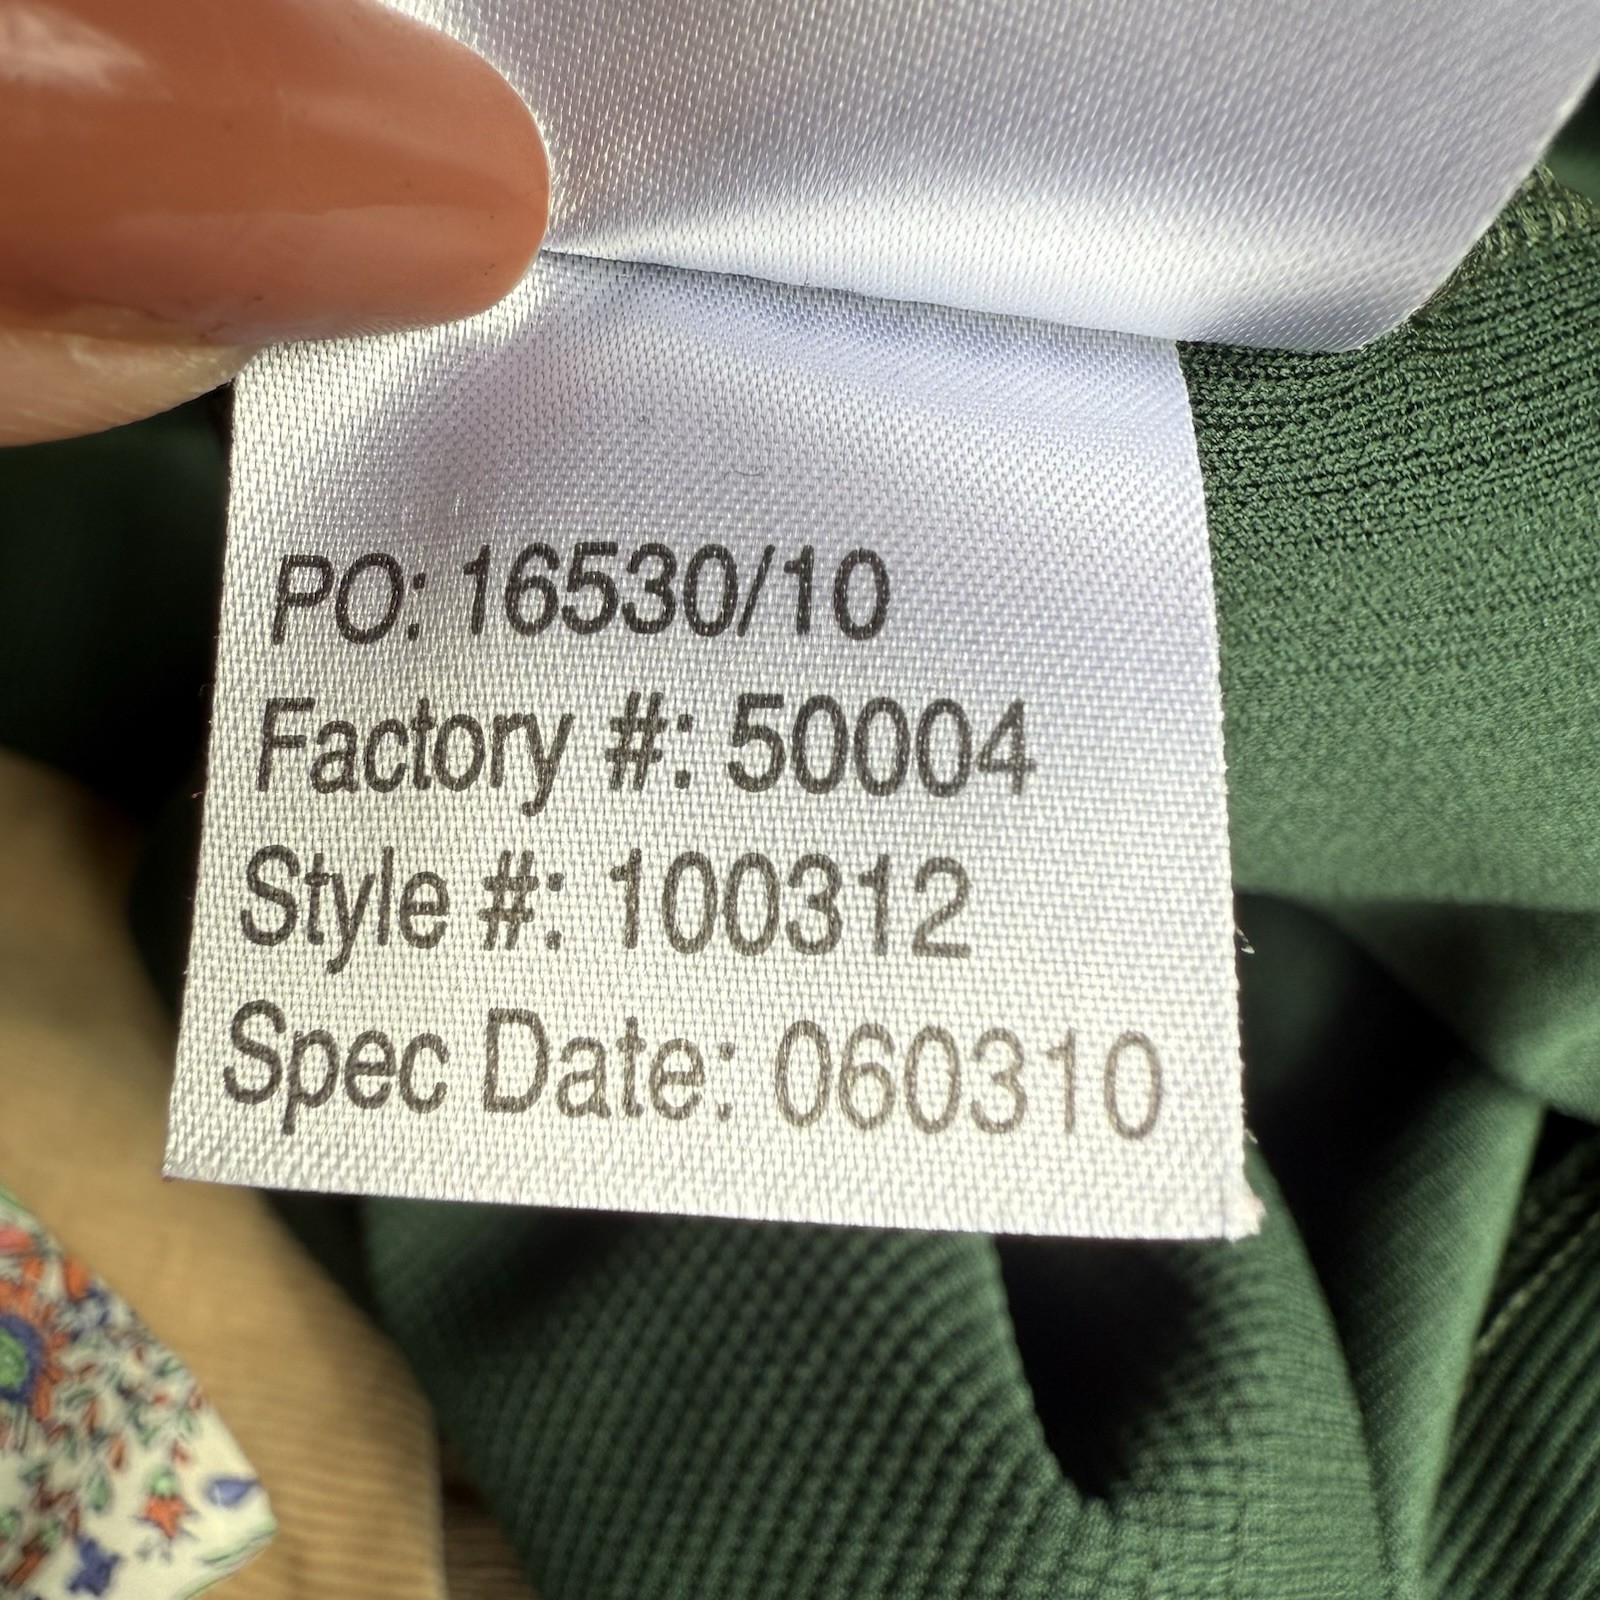 PO: 16530/10
Factory #: 50004
Style #: 100312
Spec Date: 060310